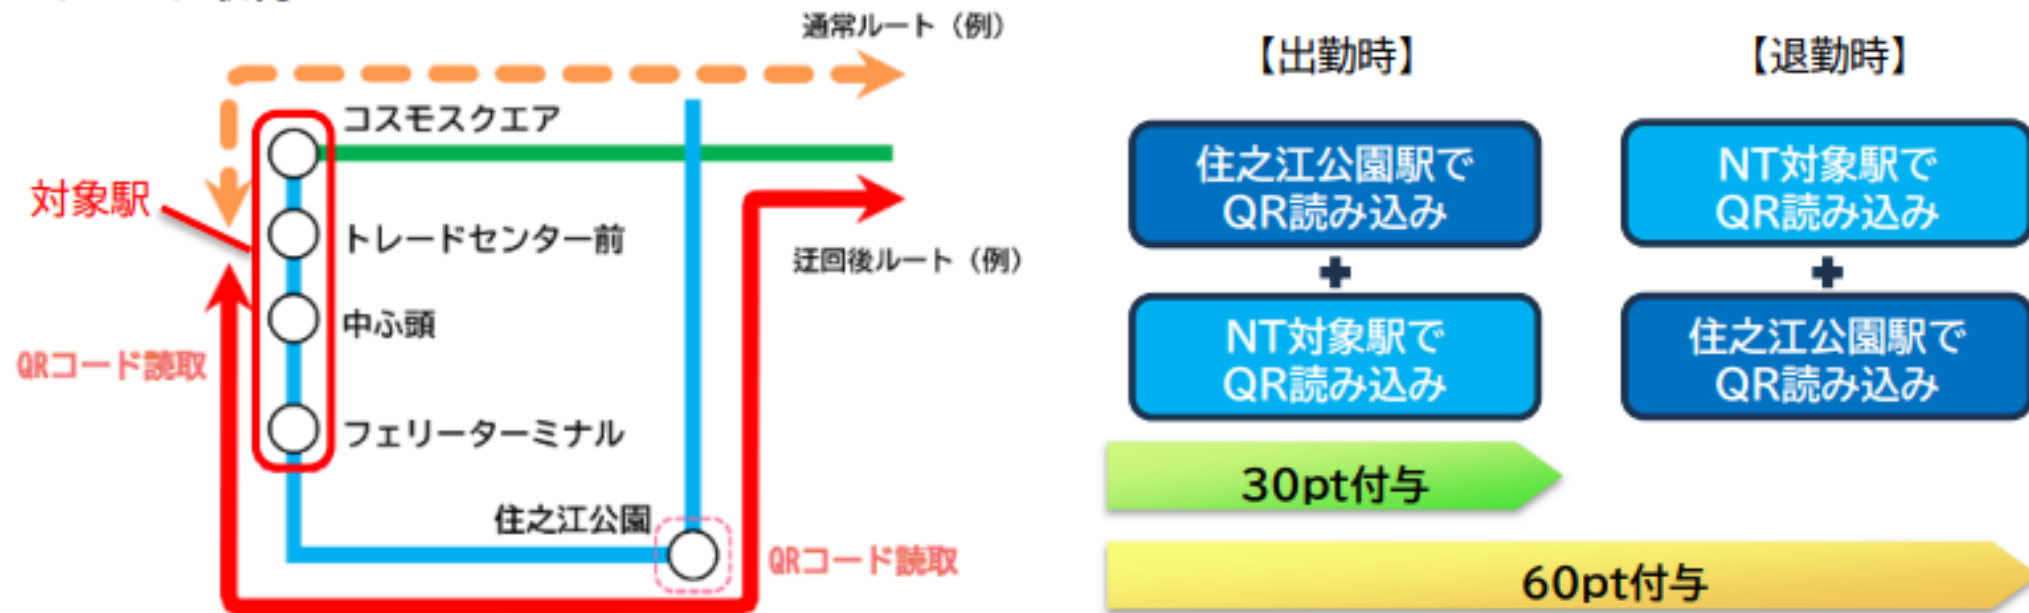 通常ルート（例）
コスモスクエア
対象駅
トレードセンター前
迂回後ルート（例）
中ふ頭
QRコード読取
フェリーターミナル
住之江公園
QRコード読取
【出勤時】
住之江公園駅で
QR読み込み
+
NT対象駅で
QR読み込み
【退勤時】
NT対象駅で
QR読み込み
+
住之江公園駅で
QR読み込み
30pt付与
60pt付与